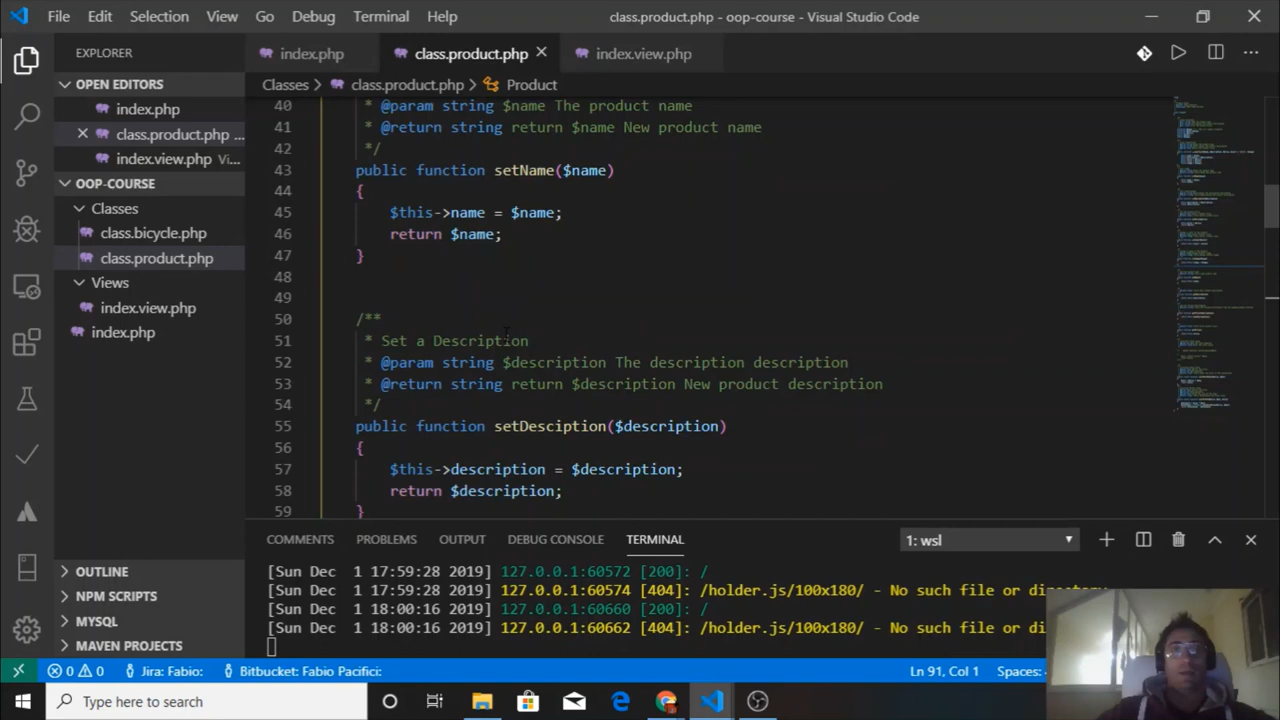 File Edit Selection View Go Debug Terminal Help class.product.php - oop-course - Visual Studio Code
EXPLORER
OPEN EDITORS
index.php
class.product.php ...
index.view.php Vi...
OOP-COURSE
Classes
class.bicycle.php
class.product.php
Views
index.view.php
index.php
OUTLINE
NPM SCRIPTS
MYSQL
MAVEN PROJECTS
index.php class.product.php index.view.php
Classes class.product.php Product
40 * @param string $name The product name
41 * @return string return $name New product name
42 */
43 public function setName($name)
44 {
45 $this->name = $name;
46 return $name;
47 }
48
49
50 /**
51 * Set a Description
52 * @param string $description The description description
53 * @return string return $description New product description
54 */
55 public function setDesciption($description)
56 {
57 $this->description = $description;
58 return $description;
59 }
COMMENTS PROBLEMS OUTPUT DEBUG CONSOLE TERMINAL 1: wsl
[Sun Dec 1 17:59:28 2019] 127.0.0.1:60572 [200]: /
[Sun Dec 1 17:59:28 2019] 127.0.0.1:60574 [404]: /holder.js/100x180/ - No such file or directory
[Sun Dec 1 18:00:16 2019] 127.0.0.1:60660 [200]: /
[Sun Dec 1 18:00:16 2019] 127.0.0.1:60662 [404]: /holder.js/100x180/ - No such file or di
0 0 Jira: Fabio: Bitbucket: Fabio Pacifici: Ln 91, Col 1 Spaces:
Type here to search